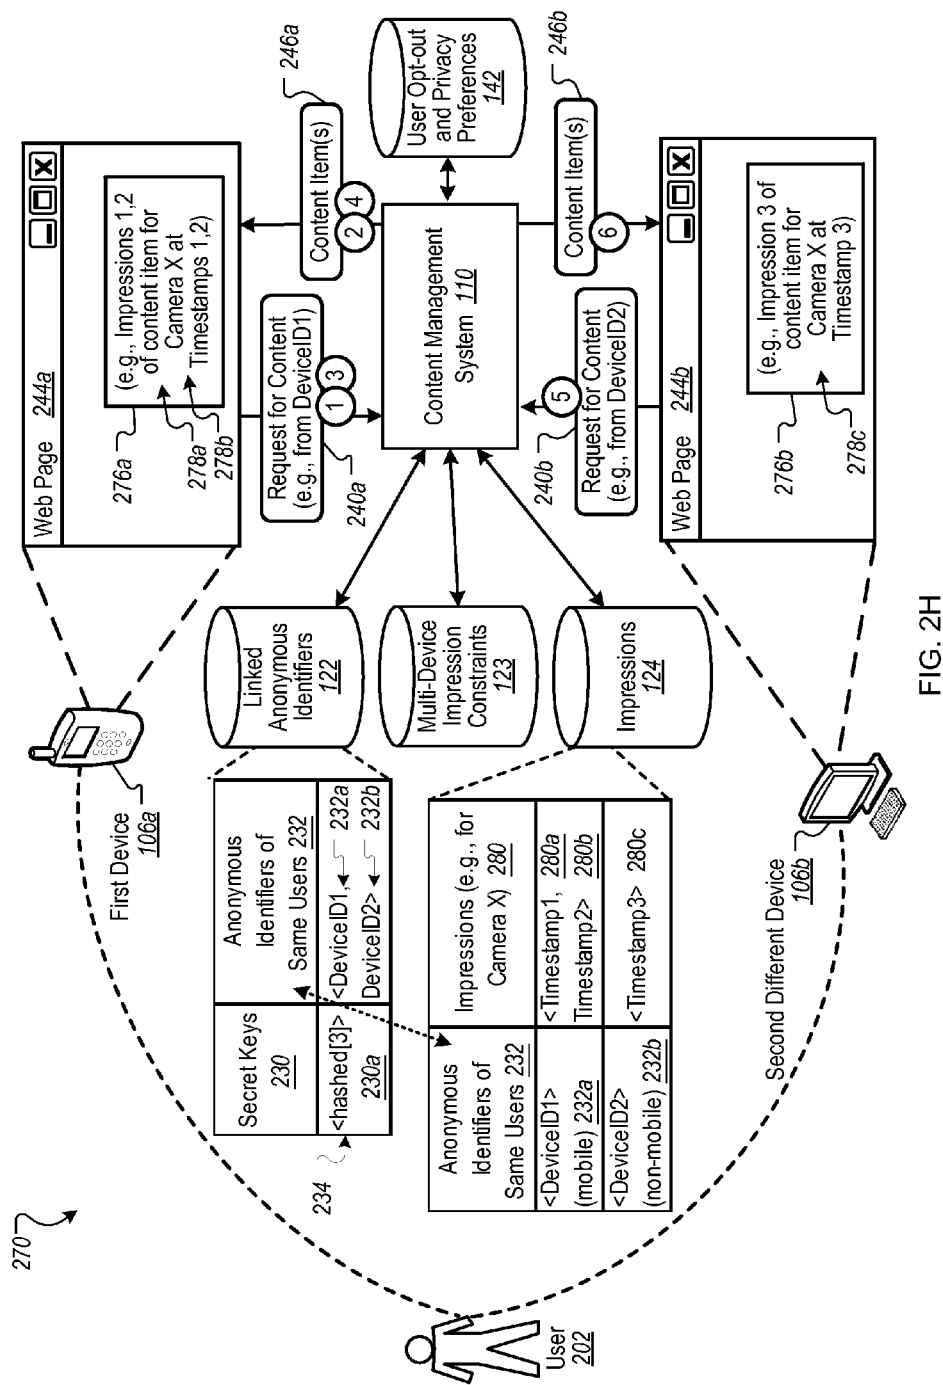 270
User
202
First Device
106a
Second Different Device
106b
234
Secret Keys
230
Anonymous
Identifiers of
Same Users 232
<hashed[3]>
230a
<DeviceID1,
232a
DeviceID2>
232b
Anonymous
Identifiers of
Same Users 232
Impressions (e.g., for
Camera X) 280
<DeviceID1>
(mobile) 232a
<Timestamp1, 280a
Timestamp2> 280b
<DeviceID2>
(non-mobile) 232b
<Timestamp3> 280c
Linked
Anonymous
Identifiers
122
Multi-Device
Impression
Constraints
123
Impressions
124
Web Page 244a
276a
278a
278b
(e.g., Impressions 1,2
of content item for
Camera X at
Timestamps 1,2)
Request for Content
(e.g., from DeviceID1)
1
3
240a
Content Item(s)
2
4
246a
Content Management
System 110
User Opt-out
and Privacy
Preferences
142
240b
5
Request for Content
(e.g., from DeviceID2)
Content Item(s)
6
246b
Web Page 244b
276b
278c
(e.g., Impression 3 of
content item for
Camera X at
Timestamp 3)
FIG. 2H